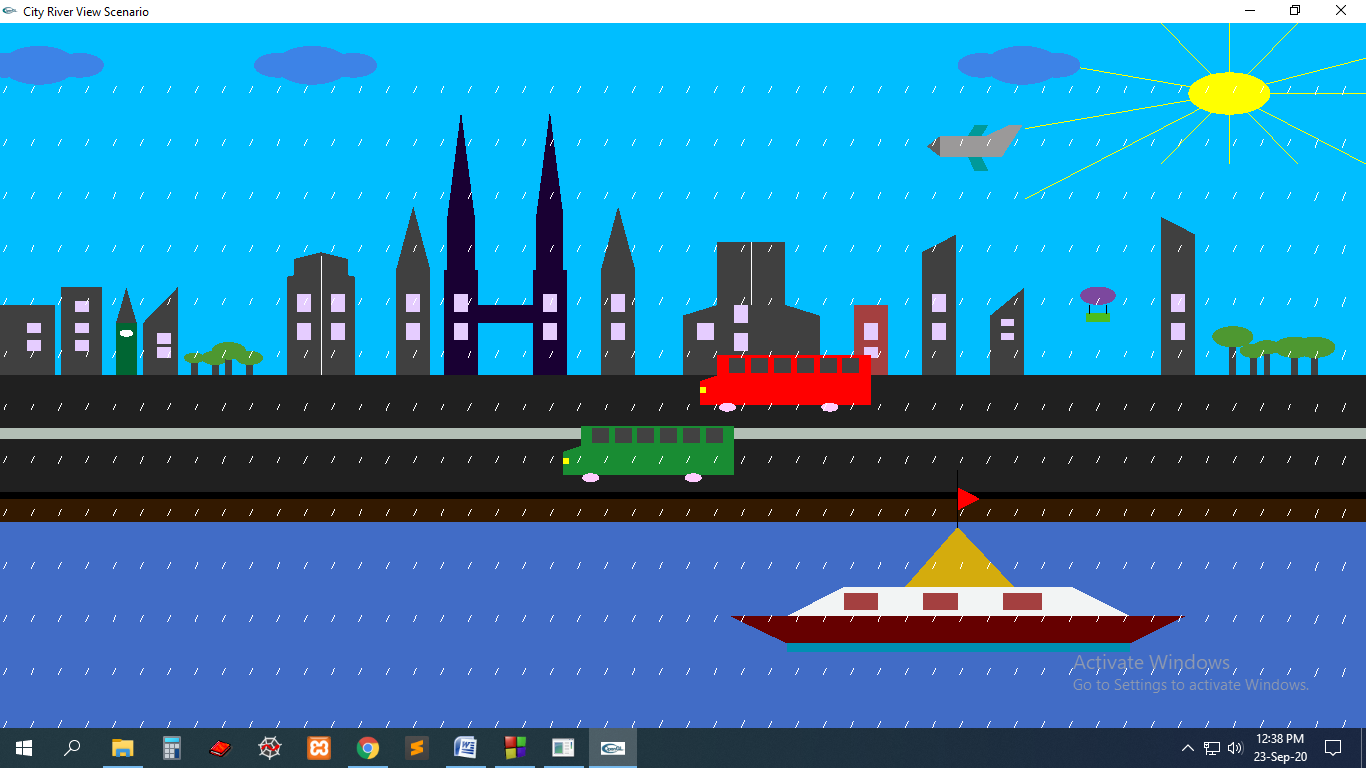 City River View Scenario
Activate Windows
Go to Settings to activate Windows.
12:38 PM
23-Sep-20